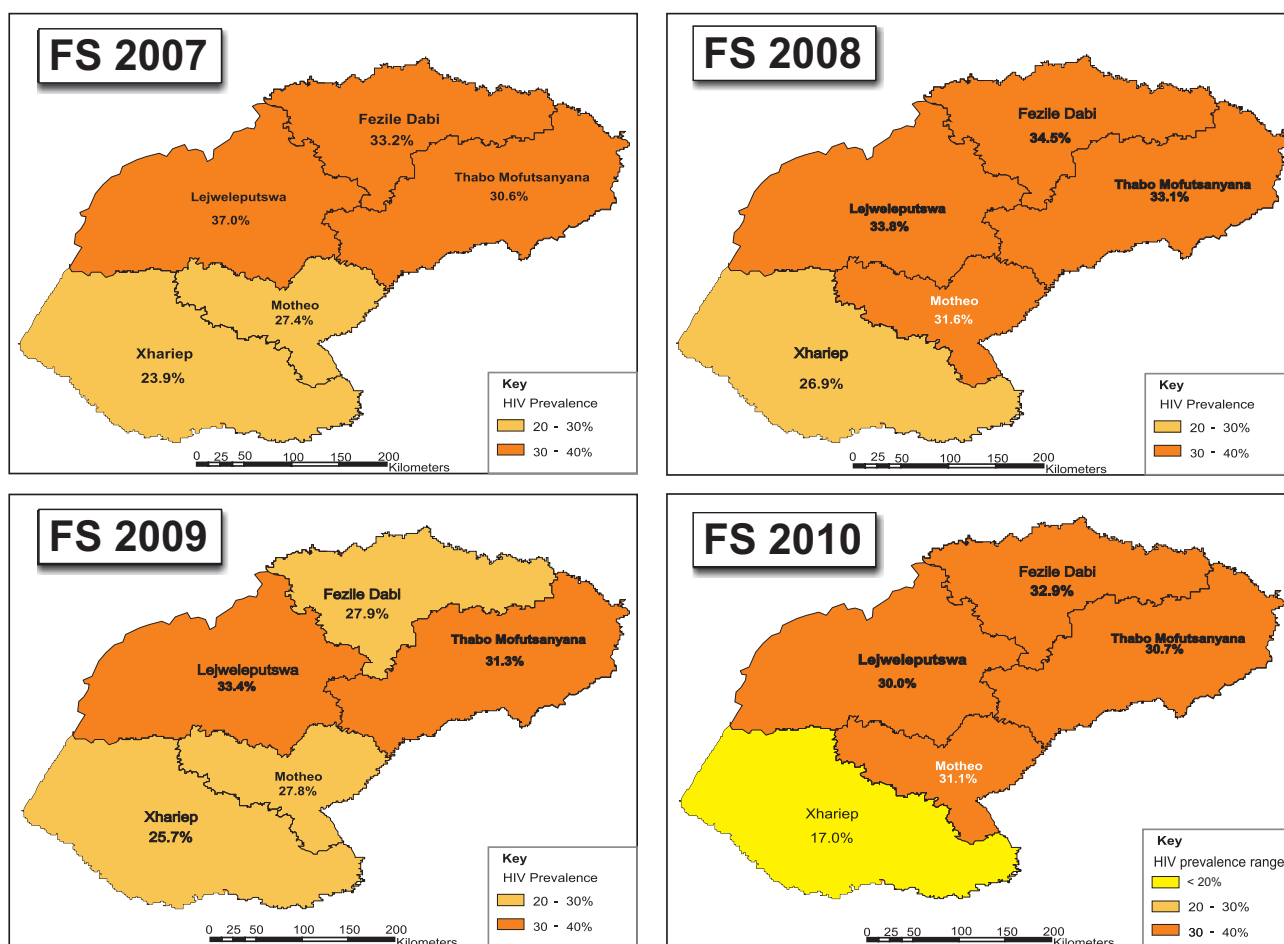 FS 2007
Fezile Dabi
33.2%
Thabo Mofutsanyana
30.6%
Lejweleputswa
37.0%
Motheo
27.4%
Xhariep
23.9%
Key
HIV Prevalence
20 - 30%
30 - 40%
0 25 50 100 150 200
Kilometers
FS 2008
Fezile Dabi
34.5%
Thabo Mofutsanyana
33.1%
Lejweleputswa
33.8%
Motheo
31.6%
Xhariep
26.9%
Key
HIV Prevalence
20 - 30%
30 - 40%
0 25 50 100 150 200
Kilometers
FS 2009
Fezile Dabi
27.9%
Thabo Mofutsanyana
31.3%
Lejweleputswa
33.4%
Motheo
27.8%
Xhariep
25.7%
Key
HIV Prevalence
20 - 30%
30 - 40%
0 25 50 100 150 200
Kilometers
FS 2010
Fezile Dabi
32.9%
Thabo Mofutsanyana
30.7%
Lejweleputswa
30.0%
Motheo
31.1%
Xhariep
17.0%
Key
HIV prevalence range
< 20%
20 - 30%
30 - 40%
0 25 50 100 150 200
Kilometers